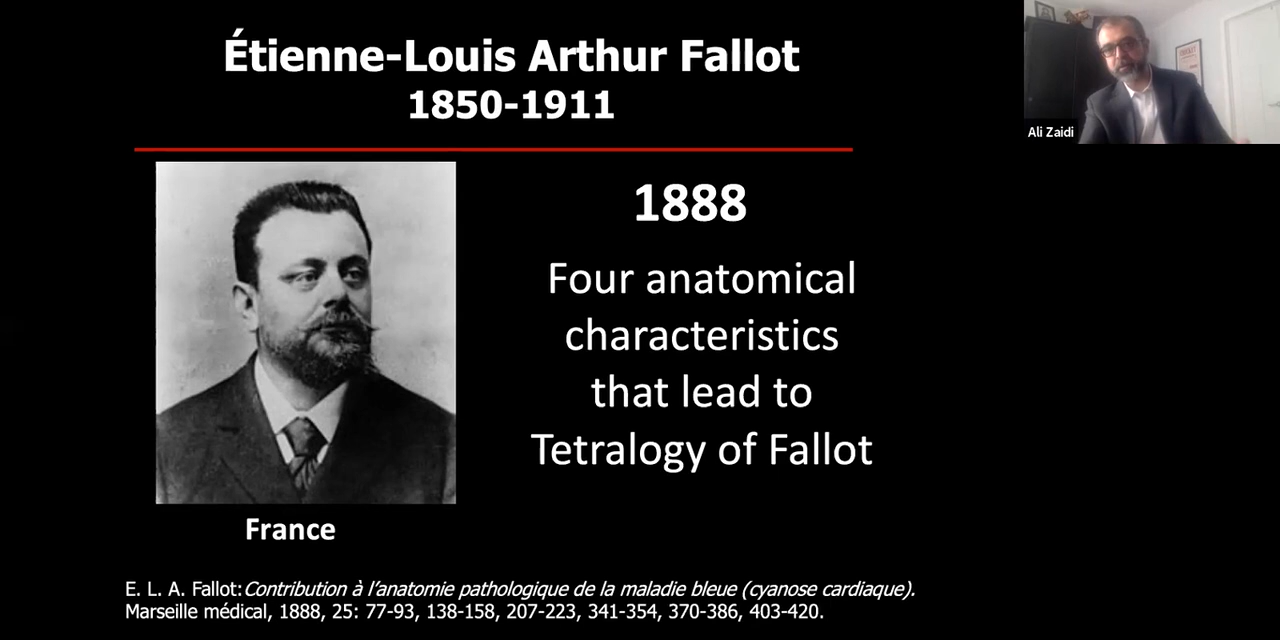 Étienne-Louis Arthur Fallot
1850-1911
Ali Zaidi
1888
Four anatomical
characteristics
that lead to
Tetralogy of Fallot
France
E. L. A. Fallot: Contribution à l’anatomie pathologique de la maladie bleue (cyanose cardiaque).
Marseille médical, 1888, 25: 77-93, 138-158, 207-223, 341-354, 370-386, 403-420.